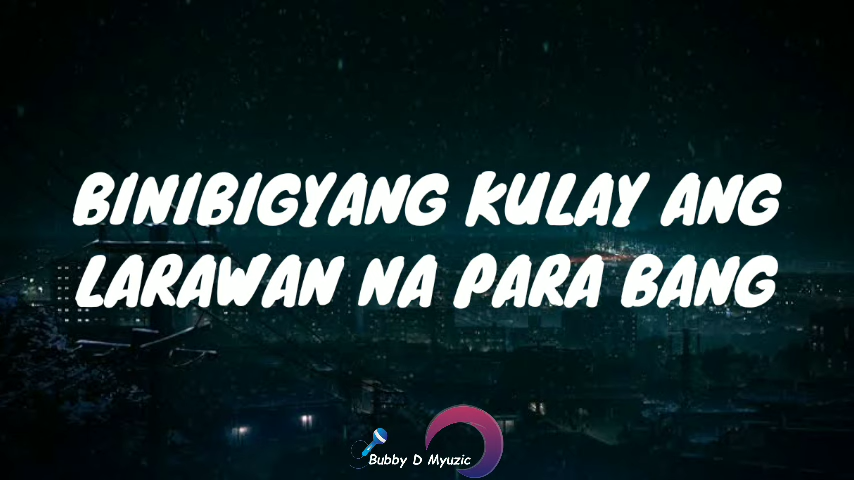 BINIBIGYANG KULAY ANG
LARAWAN NA PARA BANG
Bubby D Myuzic